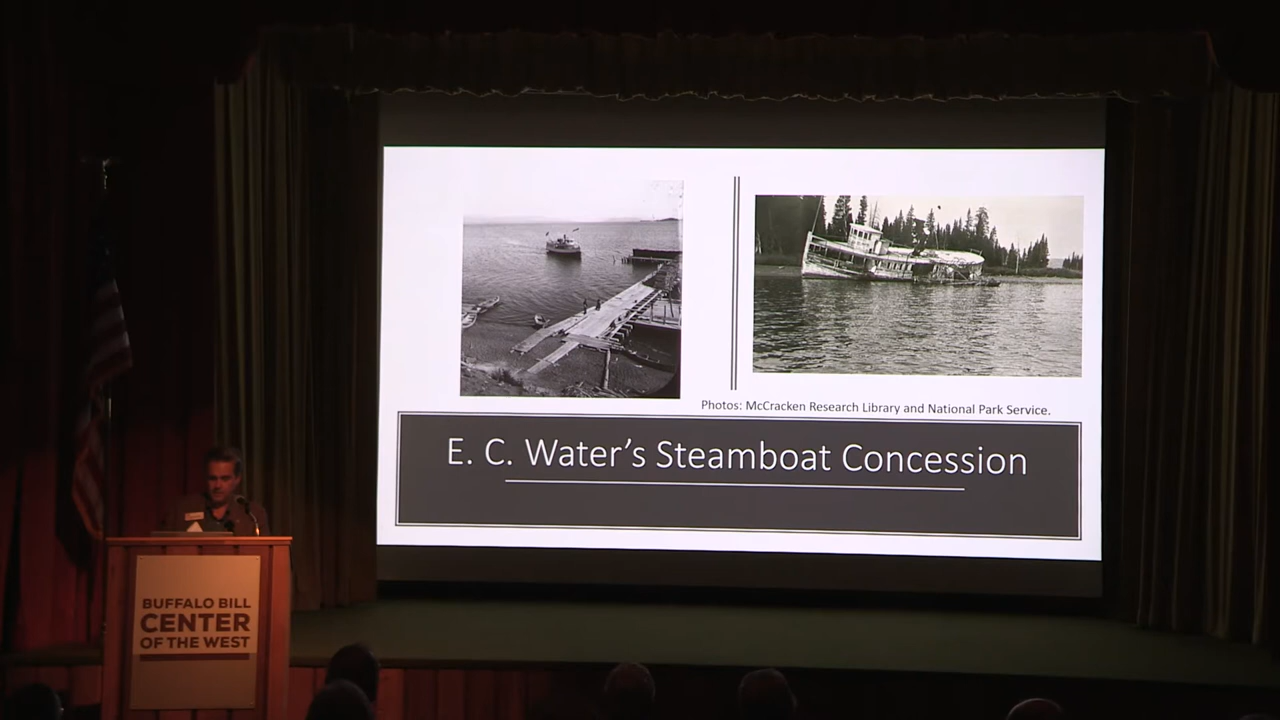 Photos: McCracken Research Library and National Park Service.
E. C. Water's Steamboat Concession
BUFFALO BILL
CENTER
OF THE WEST